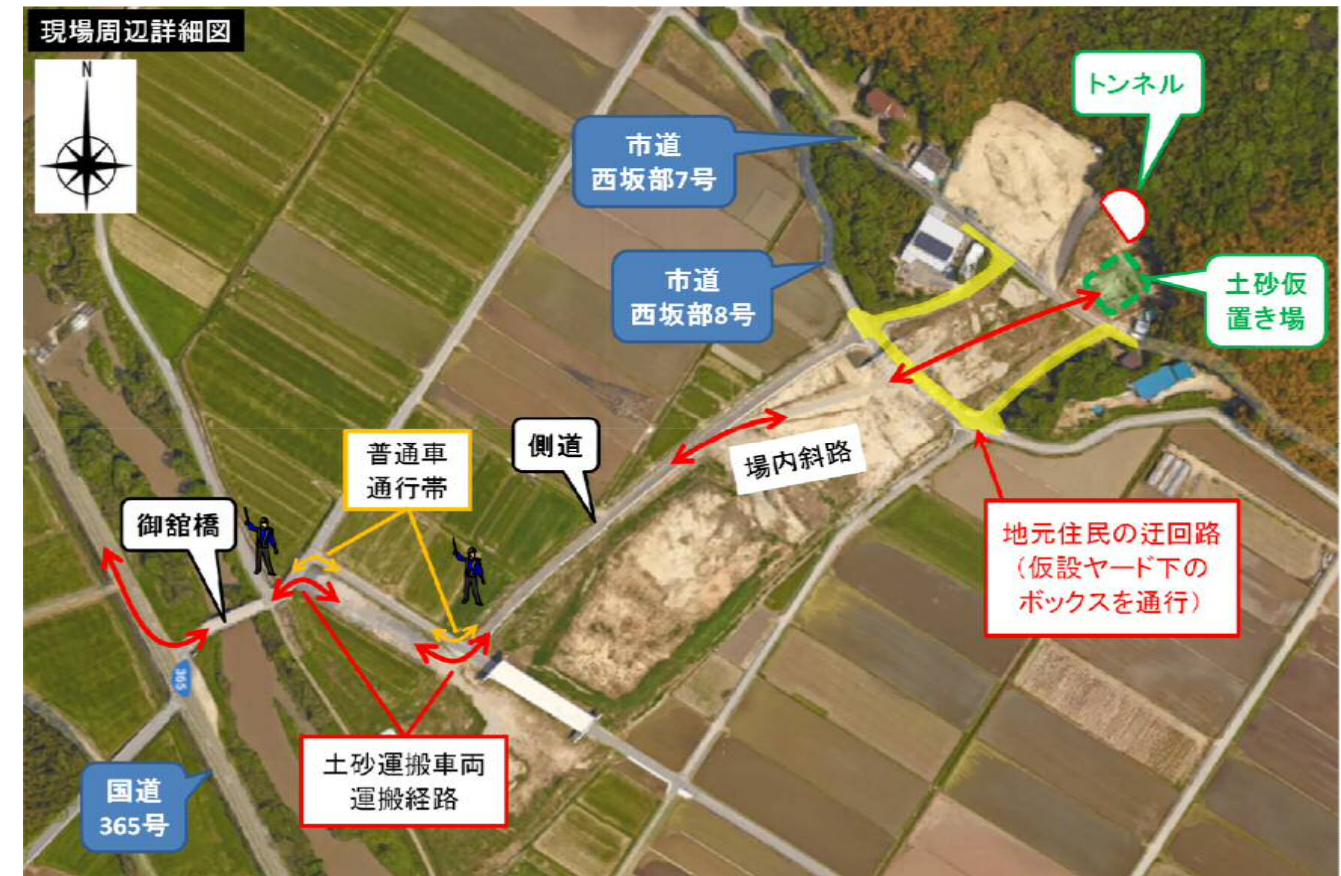 現場周辺詳細図
N
トンネル
市道
西坂部7号
市道
西坂部8号
土砂仮
置き場
普通車
通行帯
側道
場内斜路
御舘橋
地元住民の迂回路
（仮設ヤード下の
ボックスを通行）
365
土砂運搬車両
運搬経路
国道
365号